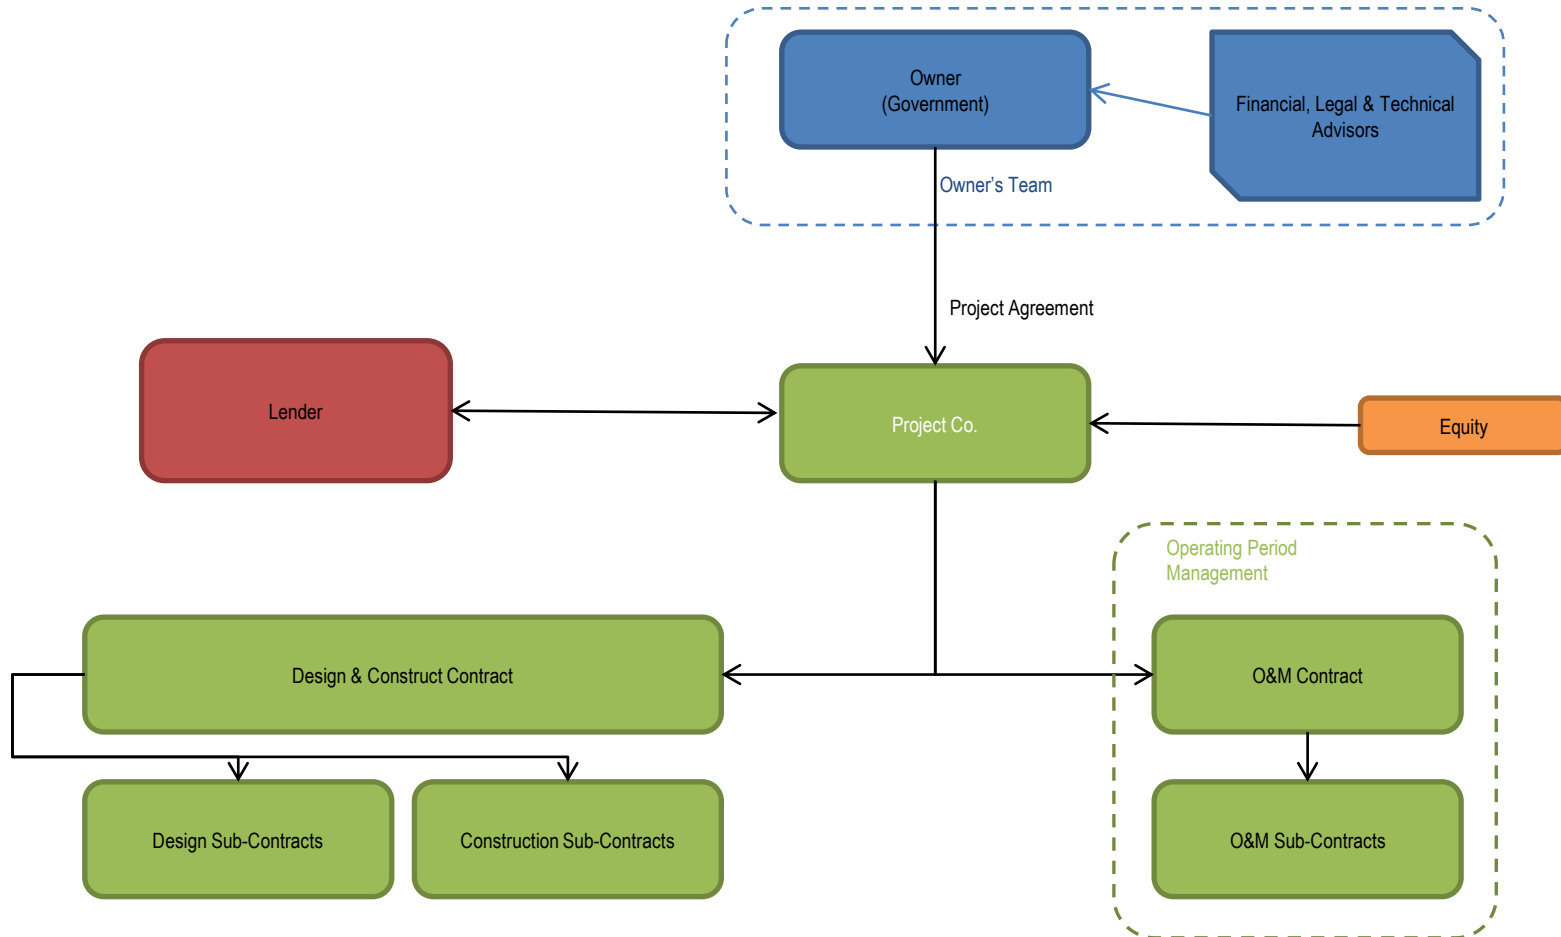 Owner
(Government)
Financial, Legal & Technical
Advisors
Owner's Team
Project Agreement
Lender
Project Co.
Equity
Operating Period
Management
Design & Construct Contract
O&M Contract
Design Sub-Contracts
Construction Sub-Contracts
O&M Sub-Contracts